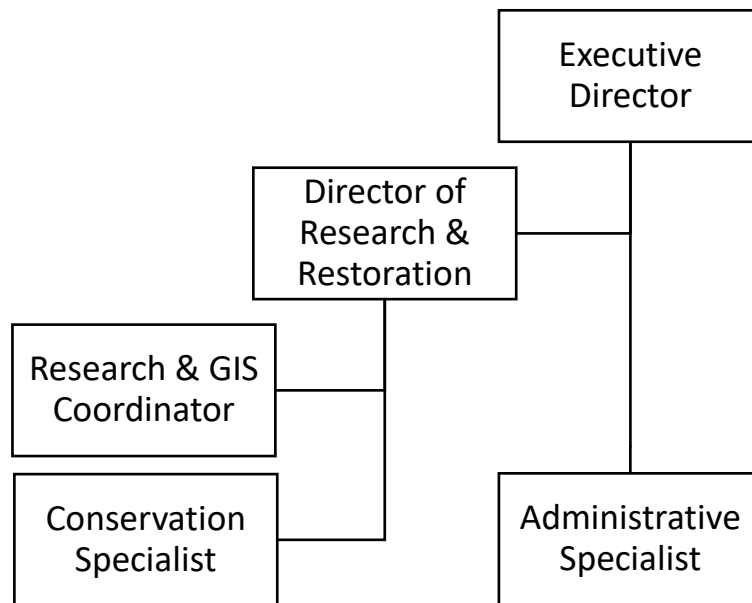 Executive
Director
Director of
Research &
Restoration
Research & GIS
Coordinator
Conservation
Specialist
Administrative
Specialist